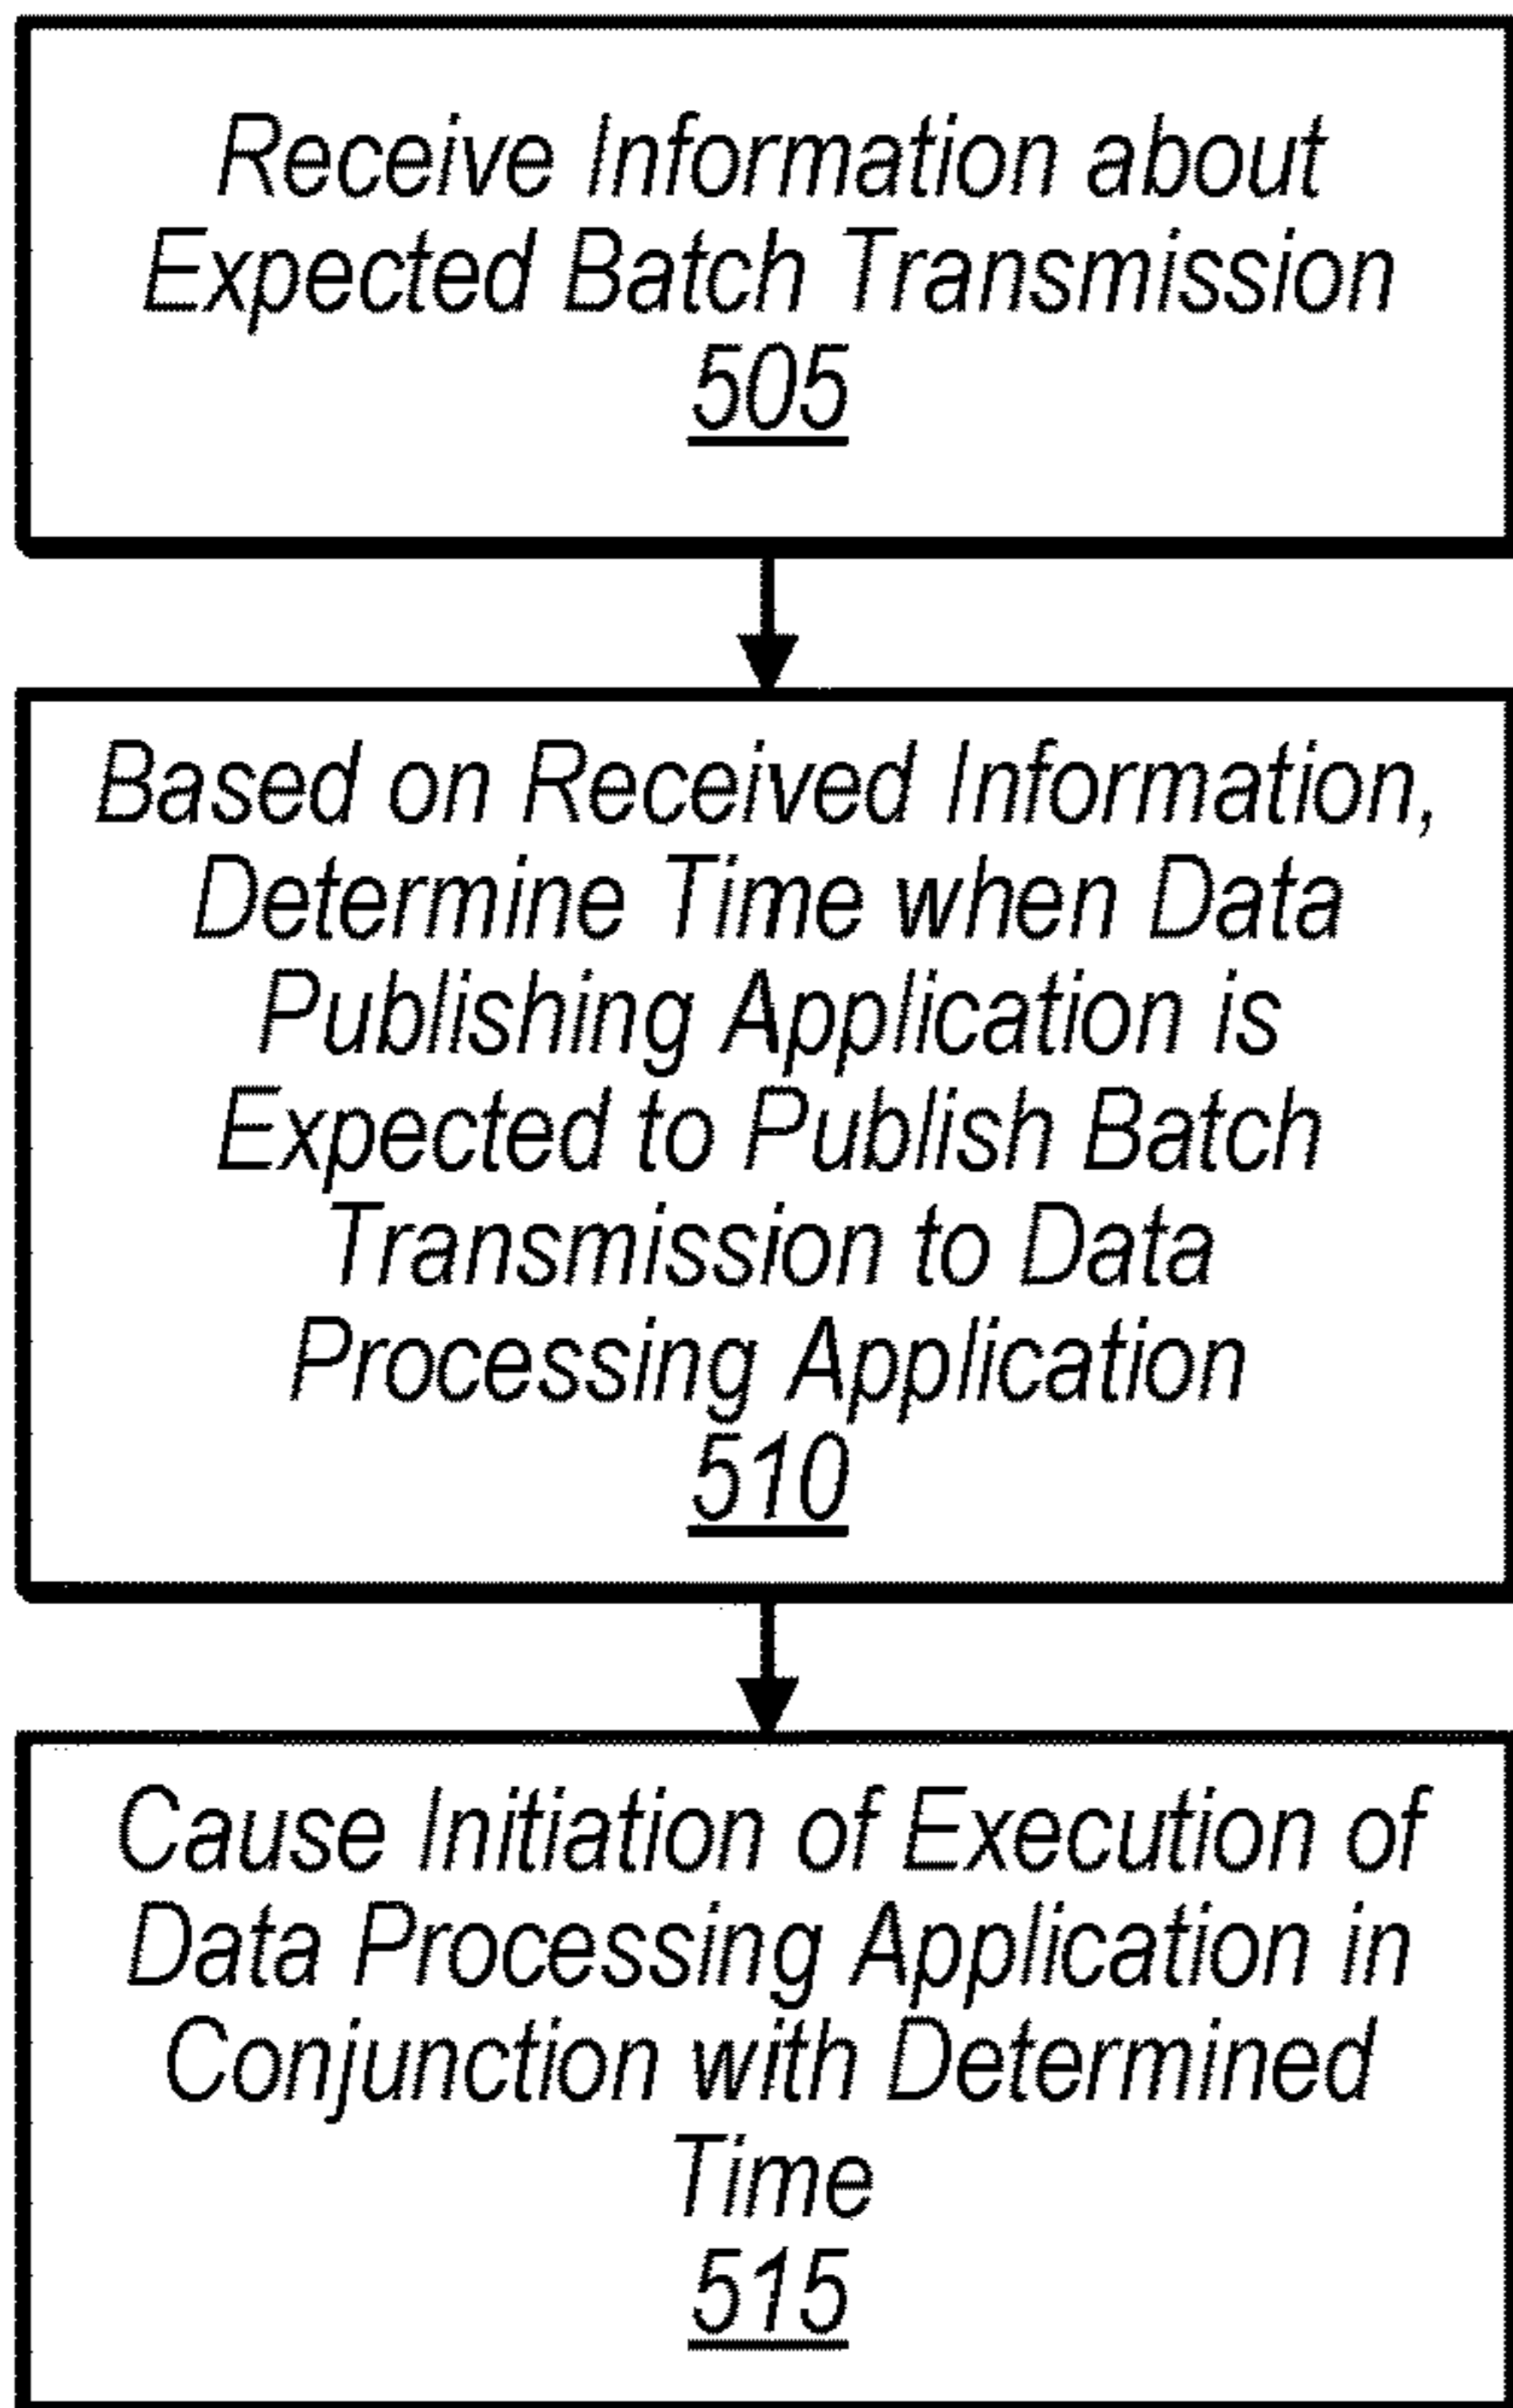 Receive Information about
Expected Batch Transmission
505
Based on Received Information,
Determine Time when Data
Publishing Application is
Expected to Publish Batch
Transmission to Data
Processing Application
510
Cause Initiation of Execution of
Data Processing Application in
Conjunction with Determined
Time
515